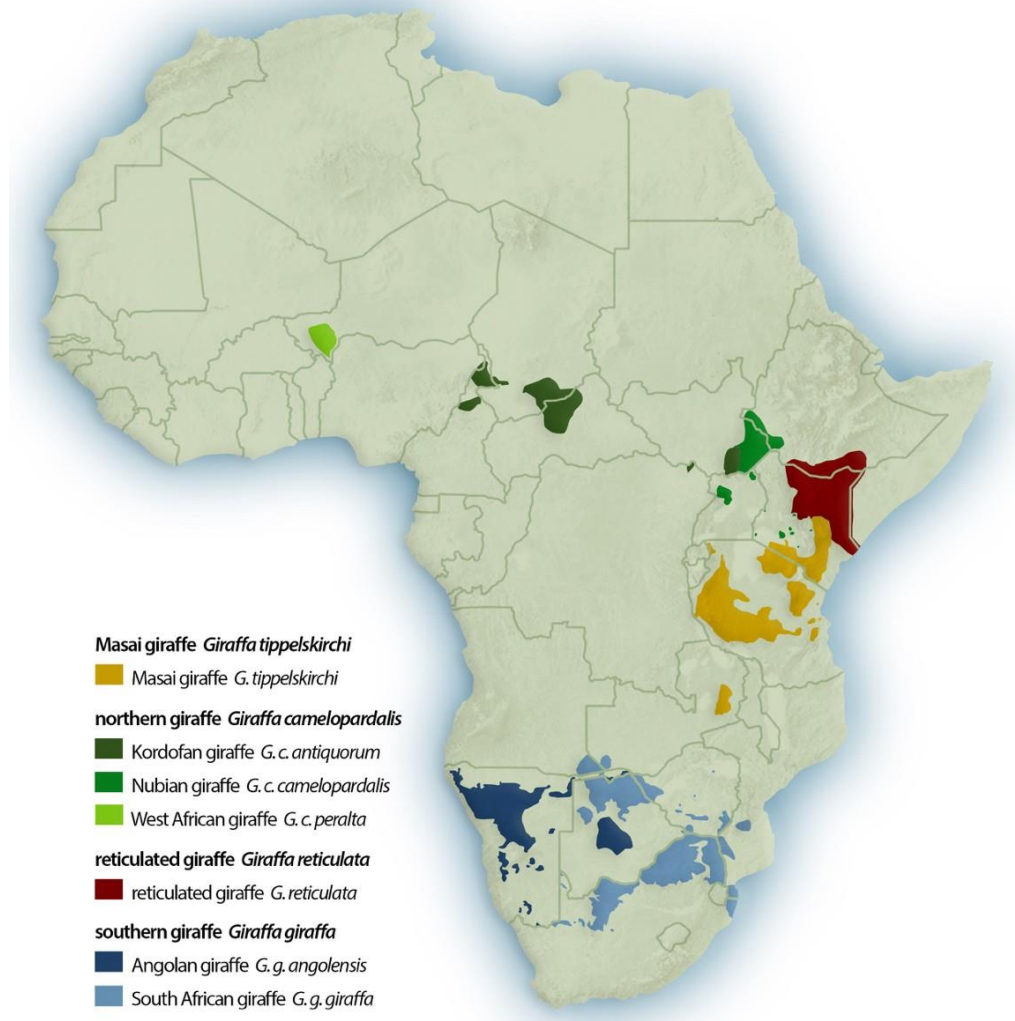 Masai giraffe Giraffa tippelskirchi
Masai giraffe G. tippelskirchi
northern giraffe Giraffa camelopardalis
Kordofan giraffe G. c. antiquorum
Nubian giraffe G. c. camelopardalis
West African giraffe G. c. peralta
reticulated giraffe Giraffa reticulata
reticulated giraffe G. reticulata
southern giraffe Giraffa giraffa
Angolan giraffe G. g. angolensis
South African giraffe G. g. giraffa